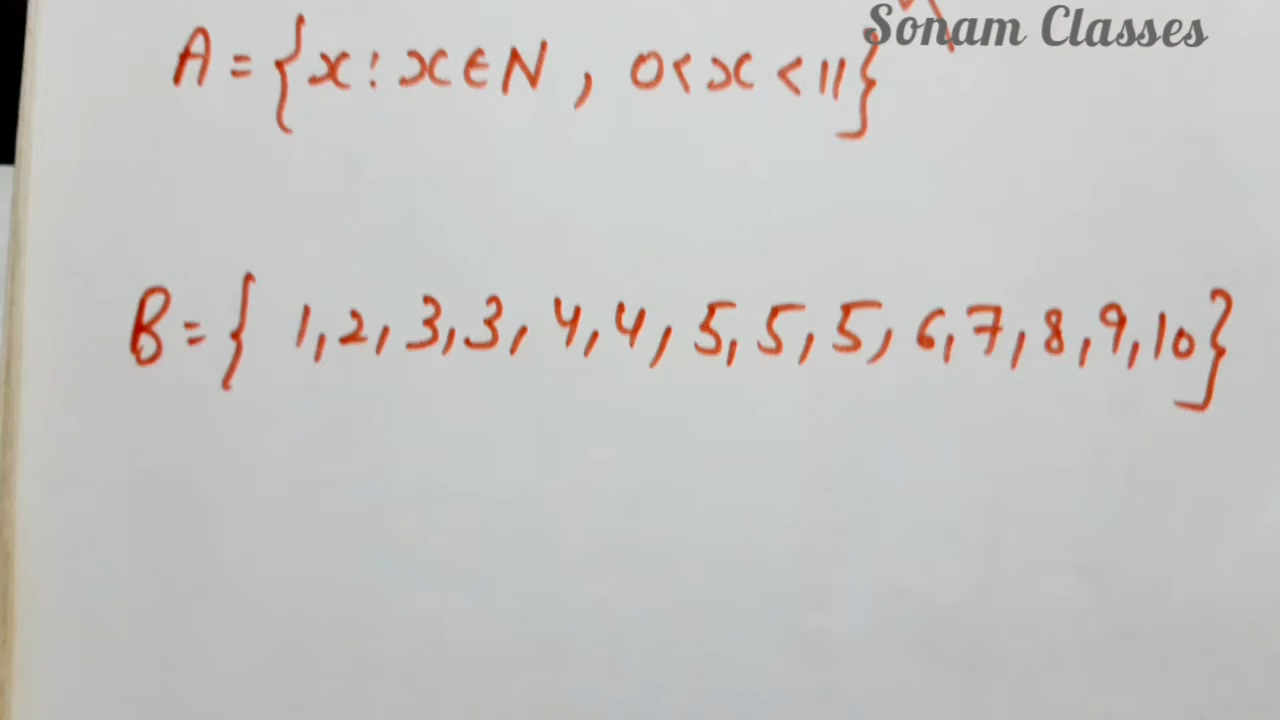 Sonam Classes
A = {x : x ∈ N , 0 < x < 11}
B = { 1, 2, 3, 3, 4, 4, 5, 5, 5, 6, 7, 8, 9, 10}